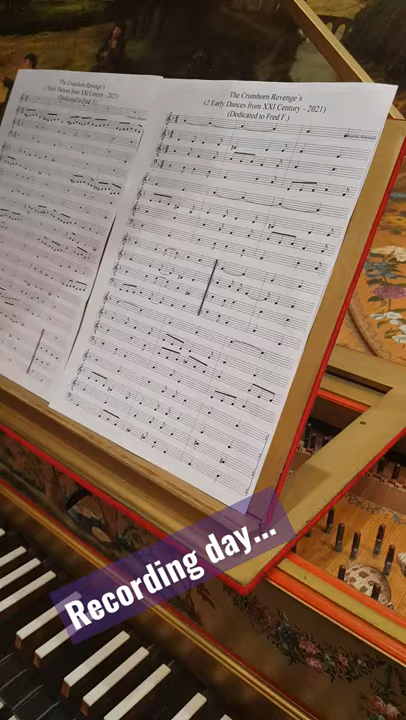 The Crumhorn Revenge's
(2 Early Dances from XXI Century - 2021)
(Dedicated to Fred F.)
The Crumhorn Revenge's
(2 Early Dances from XXI Century - 2021)
(Dedicated to Fred F.)
Recording day...